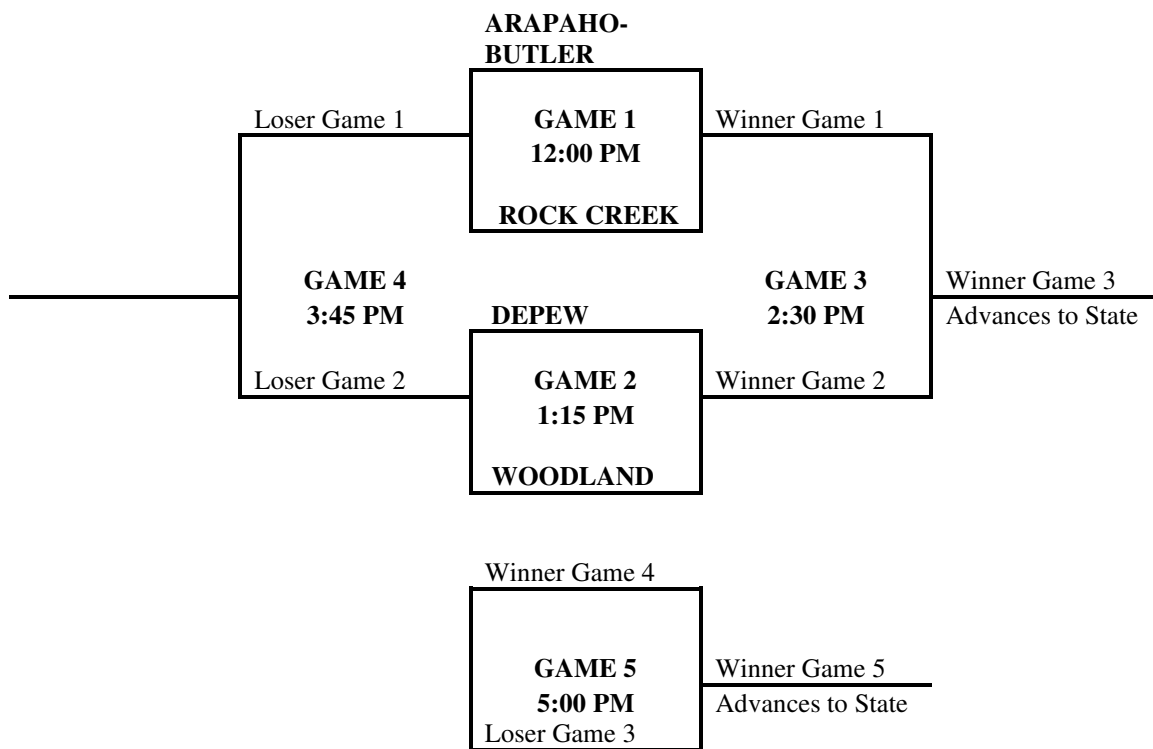 ARAPAHO-
BUTLER
Loser Game 1
GAME 1
12:00 PM
Winner Game 1
ROCK CREEK
GAME 4
3:45 PM
GAME 3
2:30 PM
Winner Game 3
Advances to State
DEPEW
Loser Game 2
GAME 2
1:15 PM
Winner Game 2
WOODLAND
Winner Game 4
GAME 5
5:00 PM
Winner Game 5
Advances to State
Loser Game 3